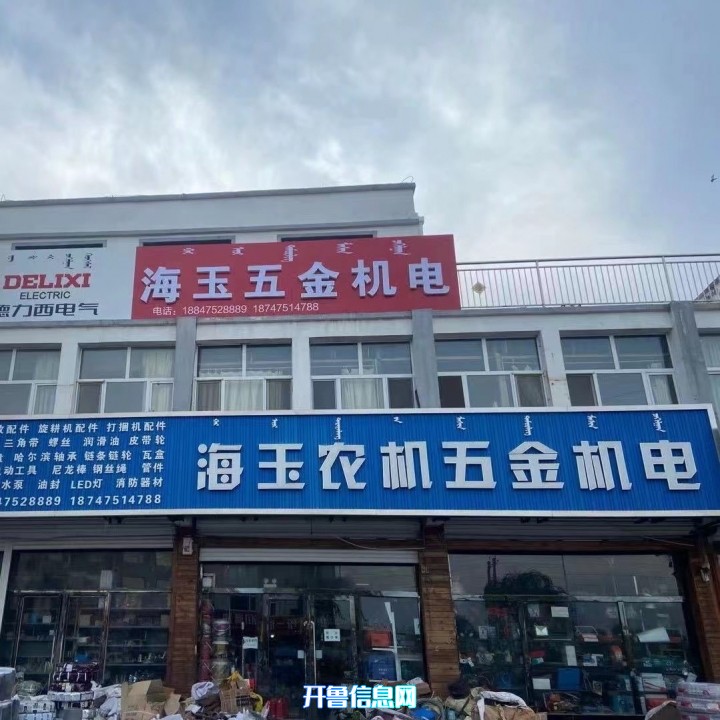 DELIXI
ELECTRIC
德力西电气
海玉五金机电
电话：18847528889 18747514788
配件 旋耕机配件 打捆机配件
三角带 螺丝 润滑油 皮带轮
哈尔滨轴承 链条链轮 瓦盒
动工具 尼龙棒 钢丝绳 管件
水泵 油封 LED灯 消防器材
47528889 18747514788
海玉农机五金机电
开鲁信息网